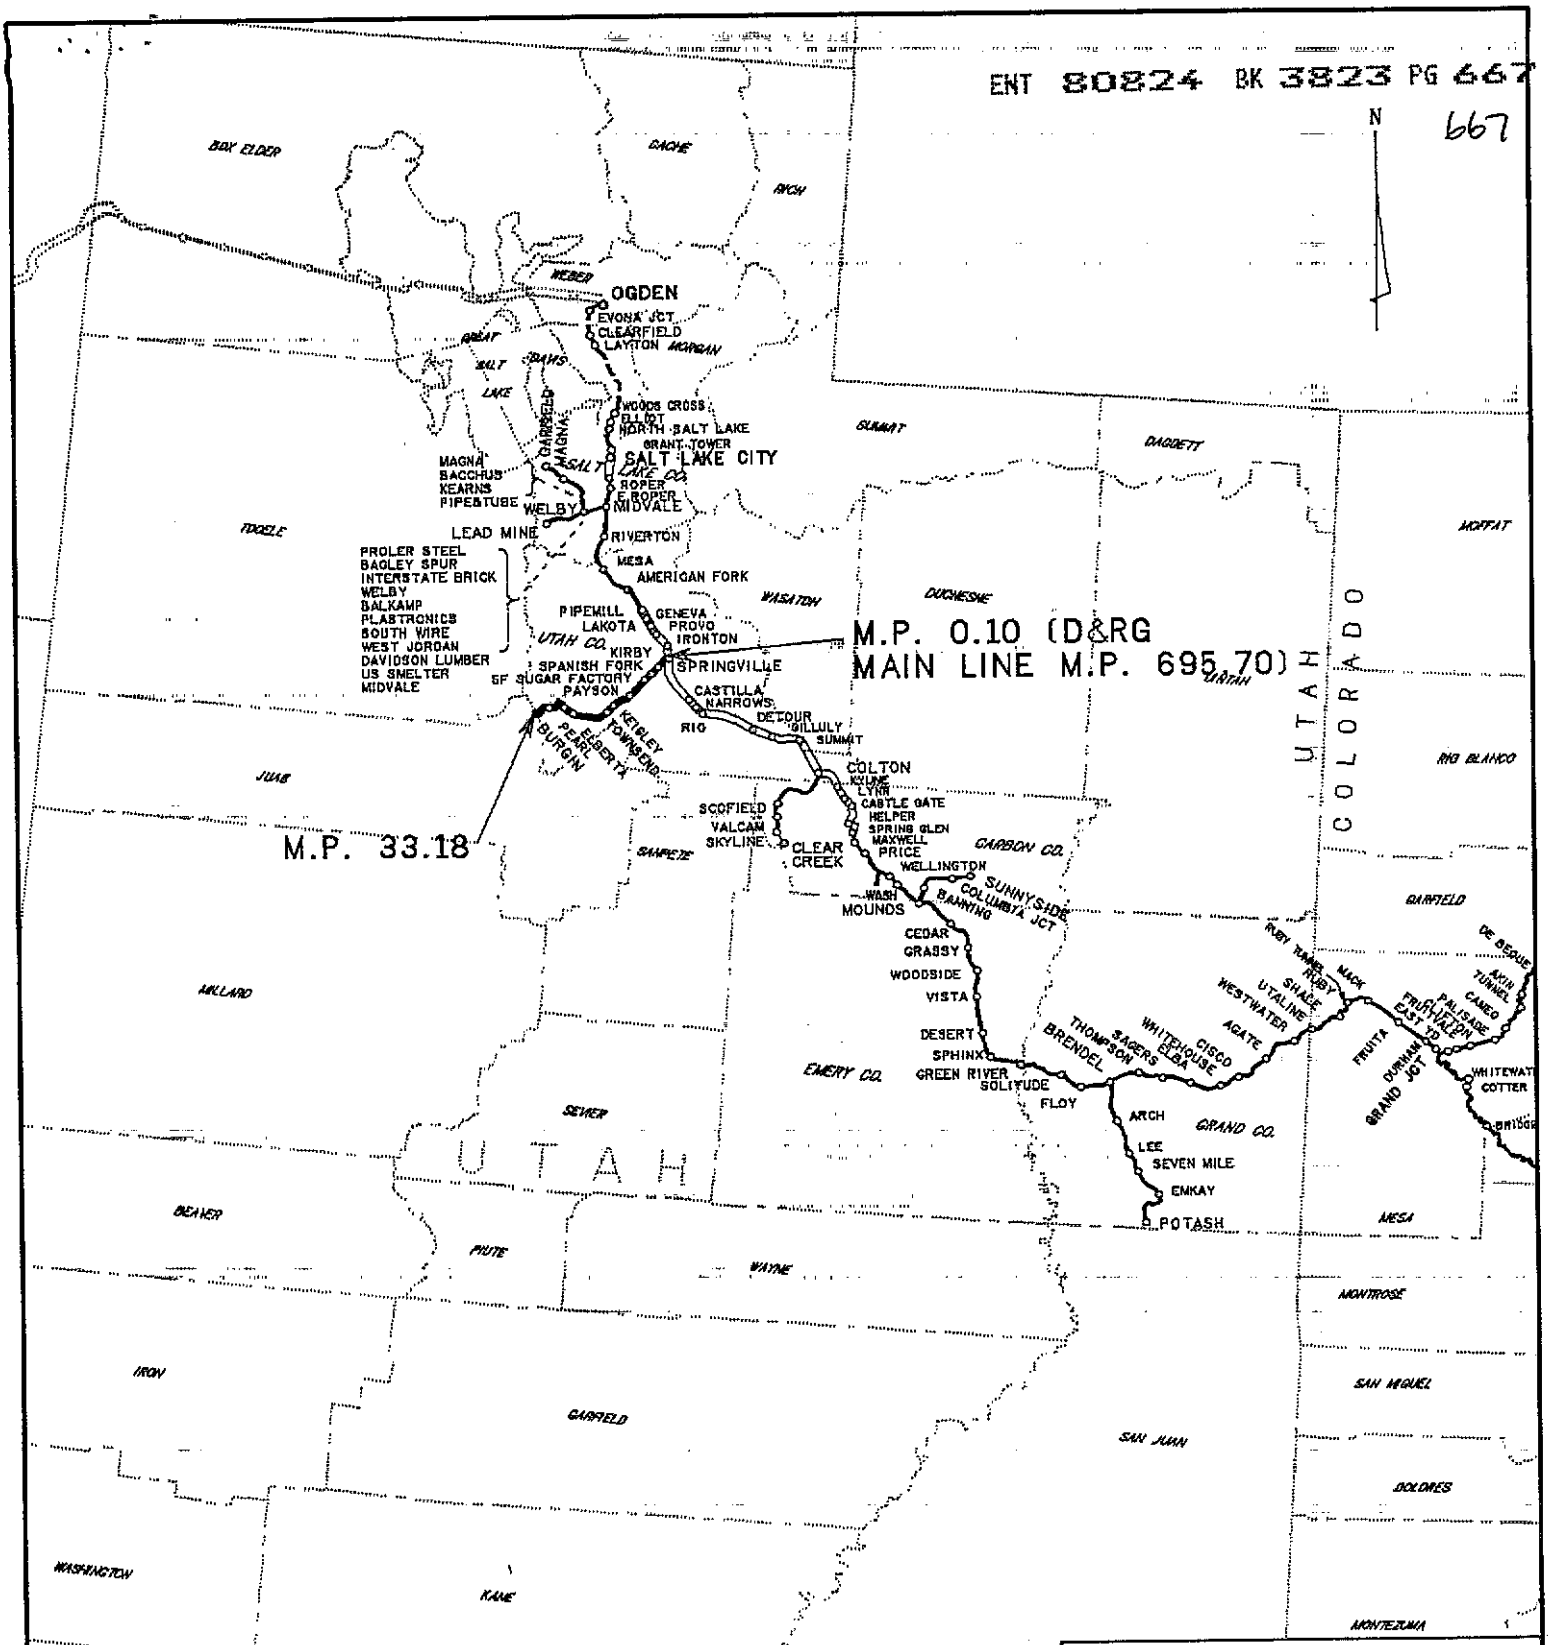 ENT 80824 BK 3823 PG 667
667
N
BOX ELDER
CACHE
RICH
WEBER
OGDEN
EVONA JCT
CLEARFIELD
LAYTON
MORGAN
GREAT
SALT
LAKE
DAVIS
GARFIELD
MAGNA
WOODS CROSS
ELLIOT
NORTH SALT LAKE
GRANT TOWER
SALT LAKE CITY
SALT LAKE CO.
ROPER
E. ROPER
MIDVALE
SUMMIT
DAGGETT
MAGNA
BACCHUS
KEARNS
PIPESTUBE
WELBY
LEAD MINE
RIVERTON
MESA
AMERICAN FORK
TOOELE
MOFFAT
PROLER STEEL
BAGLEY SPUR
INTERSTATE BRICK
WELBY
BALKAMP
PLASTRONICS
SOUTH WIRE
WEST JORDAN
DAVIDSON LUMBER
US SMELTER
MIDVALE
WASATCH
DUCHESNE
PIPEMILL
LAKOTA
GENEVA
PROVO
IRONTON
UTAH CO.
KIRBY
SPANISH FORK
SF SUGAR FACTORY
PAYSON
SPRINGVILLE
M.P. 0.10 (D&RG
MAIN LINE M.P. 695.70)
UINTAH
UTAH
COLORADO
CASTILLA
NARROWS
RIO
DETOUR
GILLULY
SUMMIT
KEIGLEY
TOWNSEND
ELBERTA
PEARL
BURGIN
JUAB
RIO BLANCO
M.P. 33.18
COLTON
KYUNE
LYNN
CASTLE GATE
HELPER
SPRING GLEN
MAXWELL
PRICE
SCOFIELD
VALCAM
SKYLINE
CLEAR
CREEK
SANPETE
CARBON CO.
WELLINGTON
SUNNYSIDE
COLUMBIA JCT
BANNING
WASH
MOUNDS
GARFIELD
CEDAR
GRASSY
WOODSIDE
VISTA
DESERT
SPHINX
GREEN RIVER
SOLITUDE
FLOY
BRENDEL
THOMPSON
SAGERS
ELBA
WHITEHOUSE
CISCO
AGATE
WESTWATER
UTALINE
SHALE
RUBY
RUBY TUNNEL
MACK
FRUITA
DURHAM
GRAND JCT
EAST YD
FRUITVALE
CLIFTON
PALISADE
CAMEO
AKIN
TUNNEL
DE BEQUE
WHITEWAT
COTTER
BRIDGE
MILLARD
EMERY CO.
SEVIER
ARCH
GRAND CO.
LEE
SEVEN MILE
EMKAY
POTASH
UTAH
BEAVER
PIUTE
WAYNE
MESA
MONTROSE
IRON
GARFIELD
SAN MIGUEL
SAN JUAN
DOLORES
WASHINGTON
KANE
MONTEZUMA